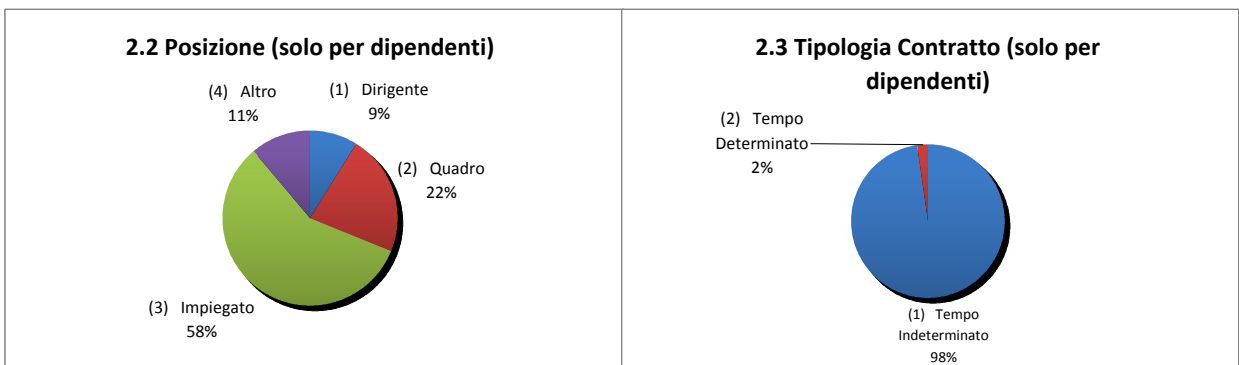 2.2 Posizione (solo per dipendenti)
(4) Altro
11%
(1) Dirigente
9%
(2) Quadro
22%
(3) Impiegato
58%
2.3 Tipologia Contratto (solo per
dipendenti)
(2) Tempo
Determinato
2%
(1) Tempo
Indeterminato
98%